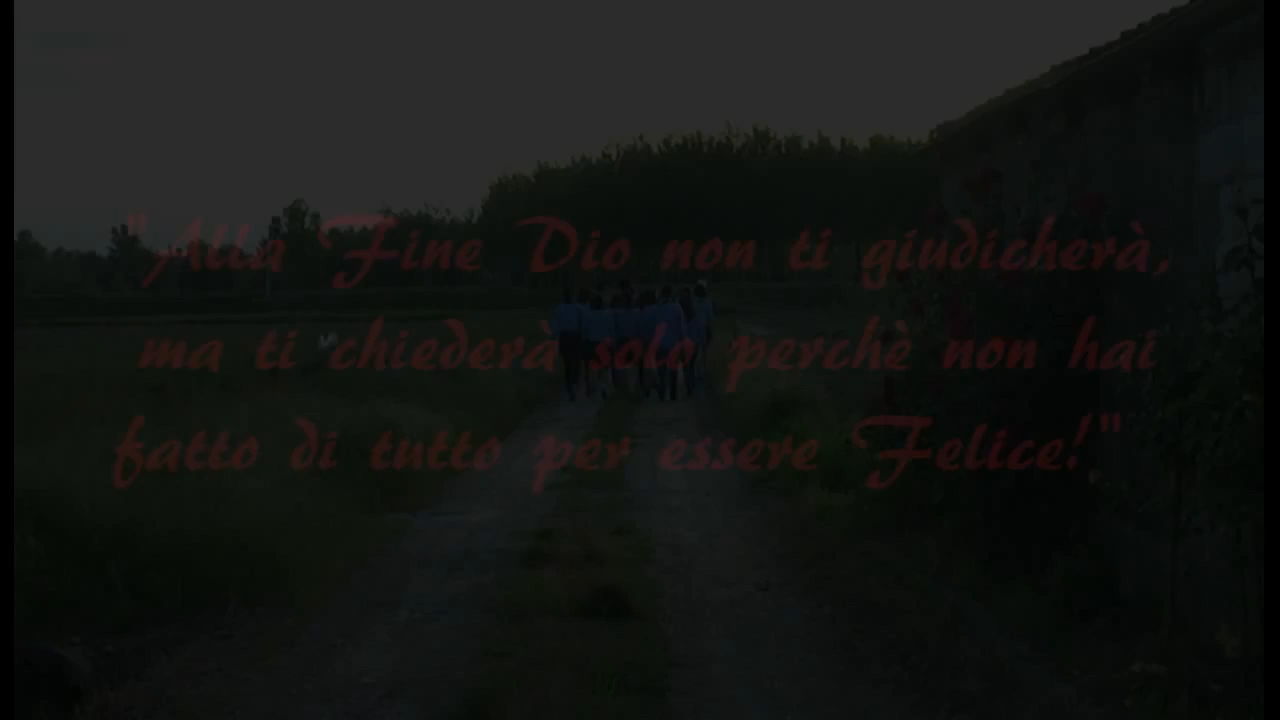 "Alla Fine Dio non ti giudicherà,
ma ti chiederà solo perchè non hai
fatto di tutto per essere Felice!"